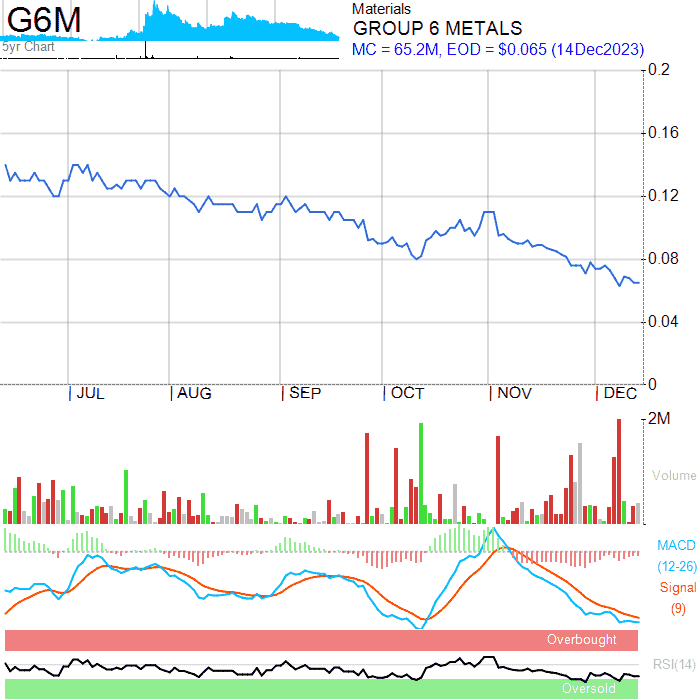 G6M
5yr Chart
Materials
GROUP 6 METALS
MC = 65.2M, EOD = $0.065 (14Dec2023)
0.2
0.16
0.12
0.08
0.04
0
JUL AUG SEP OCT NOV DEC
2M
Volume
MACD
(12-26)
Signal
(9)
Overbought
RSI(14)
Oversold